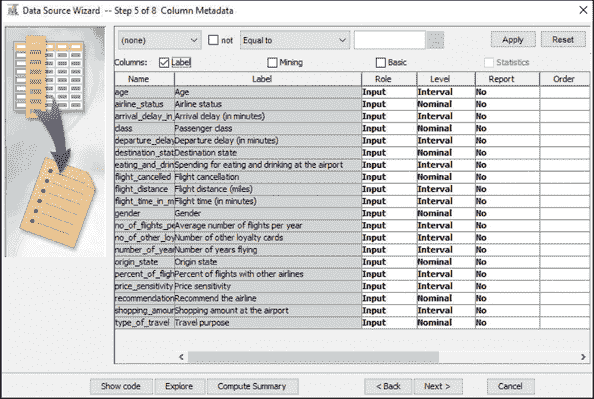 Data Source Wizard -- Step 5 of 8 Column Metadata
(none) not Equal to Apply Reset
Columns: Label Mining Basic Statistics
Name Label Role Level Report Order
age Age Input Interval No
airline_status Airline status Input Nominal No
arrival_delay_in Arrival delay (in minutes) Input Interval No
class Passenger class Input Nominal No
departure_delay Departure delay (in minutes) Input Interval No
destination_stat Destination state Input Nominal No
eating_and_drin Spending for eating and drinking at the airport Input Interval No
flight_cancelled Flight cancellation Input Nominal No
flight_distance Flight distance (miles) Input Interval No
flight_time_in_m Flight time (in minutes) Input Interval No
gender Gender Input Nominal No
no_of_flights_pe Average number of flights per year Input Interval No
no_of_other_loy Number of other loyalty cards Input Interval No
number_of_year Number of years flying Input Interval No
origin_state Origin state Input Nominal No
percent_of_fligh Percent of flights with other airlines Input Interval No
price_sensitivity Price sensitivity Input Interval No
recommendation Recommend the airline Input Nominal No
shopping_amour Shopping amount at the airport Input Interval No
type_of_travel Travel purpose Input Nominal No
Show code Explore Compute Summary < Back Next > Cancel